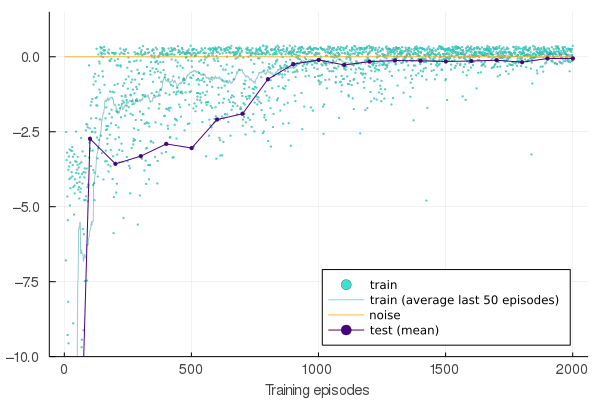 0.0
−2.5
−5.0
−7.5
−10.0
0
500
1000
1500
2000
Training episodes
train
train (average last 50 episodes)
noise
test (mean)